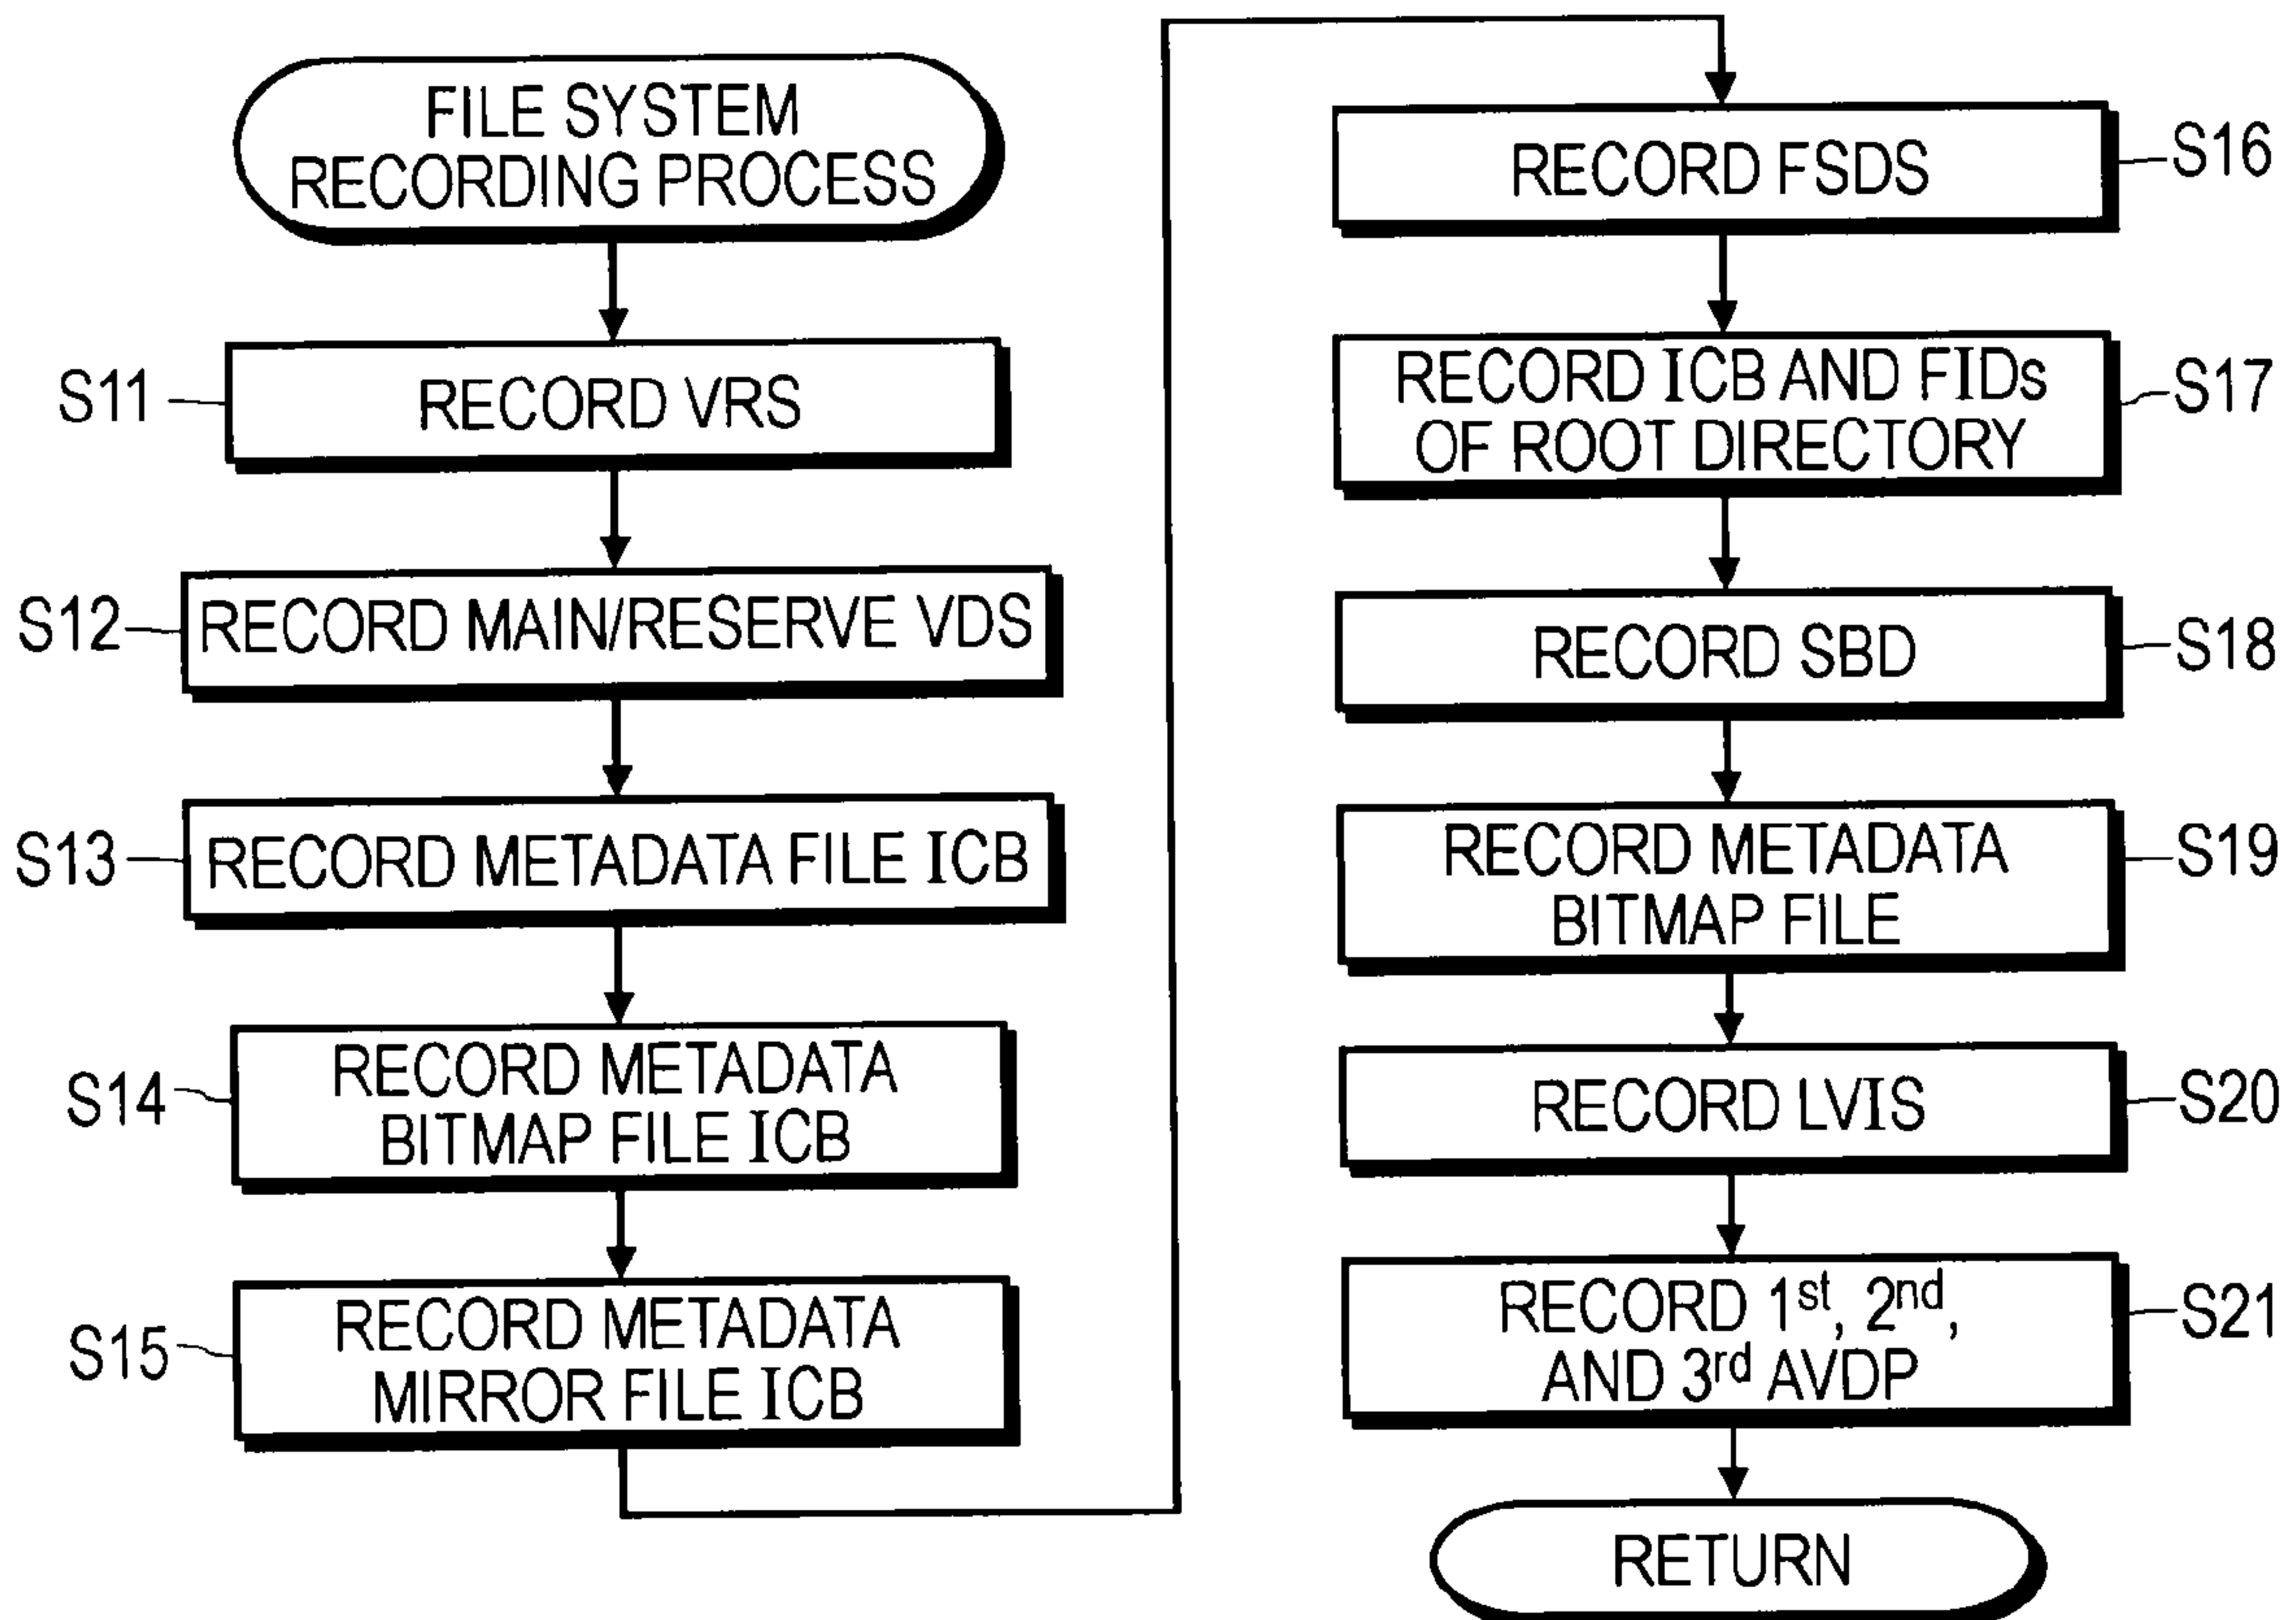 FILE SYSTEM
RECORDING PROCESS
S11
RECORD VRS
S12
RECORD MAIN/RESERVE VDS
S13
RECORD METADATA FILE ICB
S14
RECORD METADATA
BITMAP FILE ICB
S15
RECORD METADATA
MIRROR FILE ICB
RECORD FSDS
S16
RECORD ICB AND FIDs
OF ROOT DIRECTORY
S17
RECORD SBD
S18
RECORD METADATA
BITMAP FILE
S19
RECORD LVIS
S20
RECORD 1st, 2nd,
AND 3rd AVDP
S21
RETURN